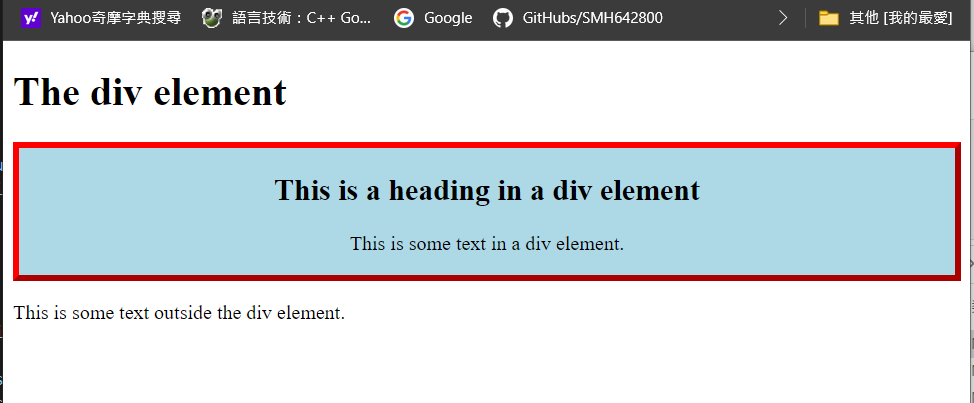 Yahoo奇摩字典搜尋 語言技術：C++ Go... Google GitHubs/SMH642800 其他 [我的最愛]
The div element
This is a heading in a div element
This is some text in a div element.
This is some text outside the div element.